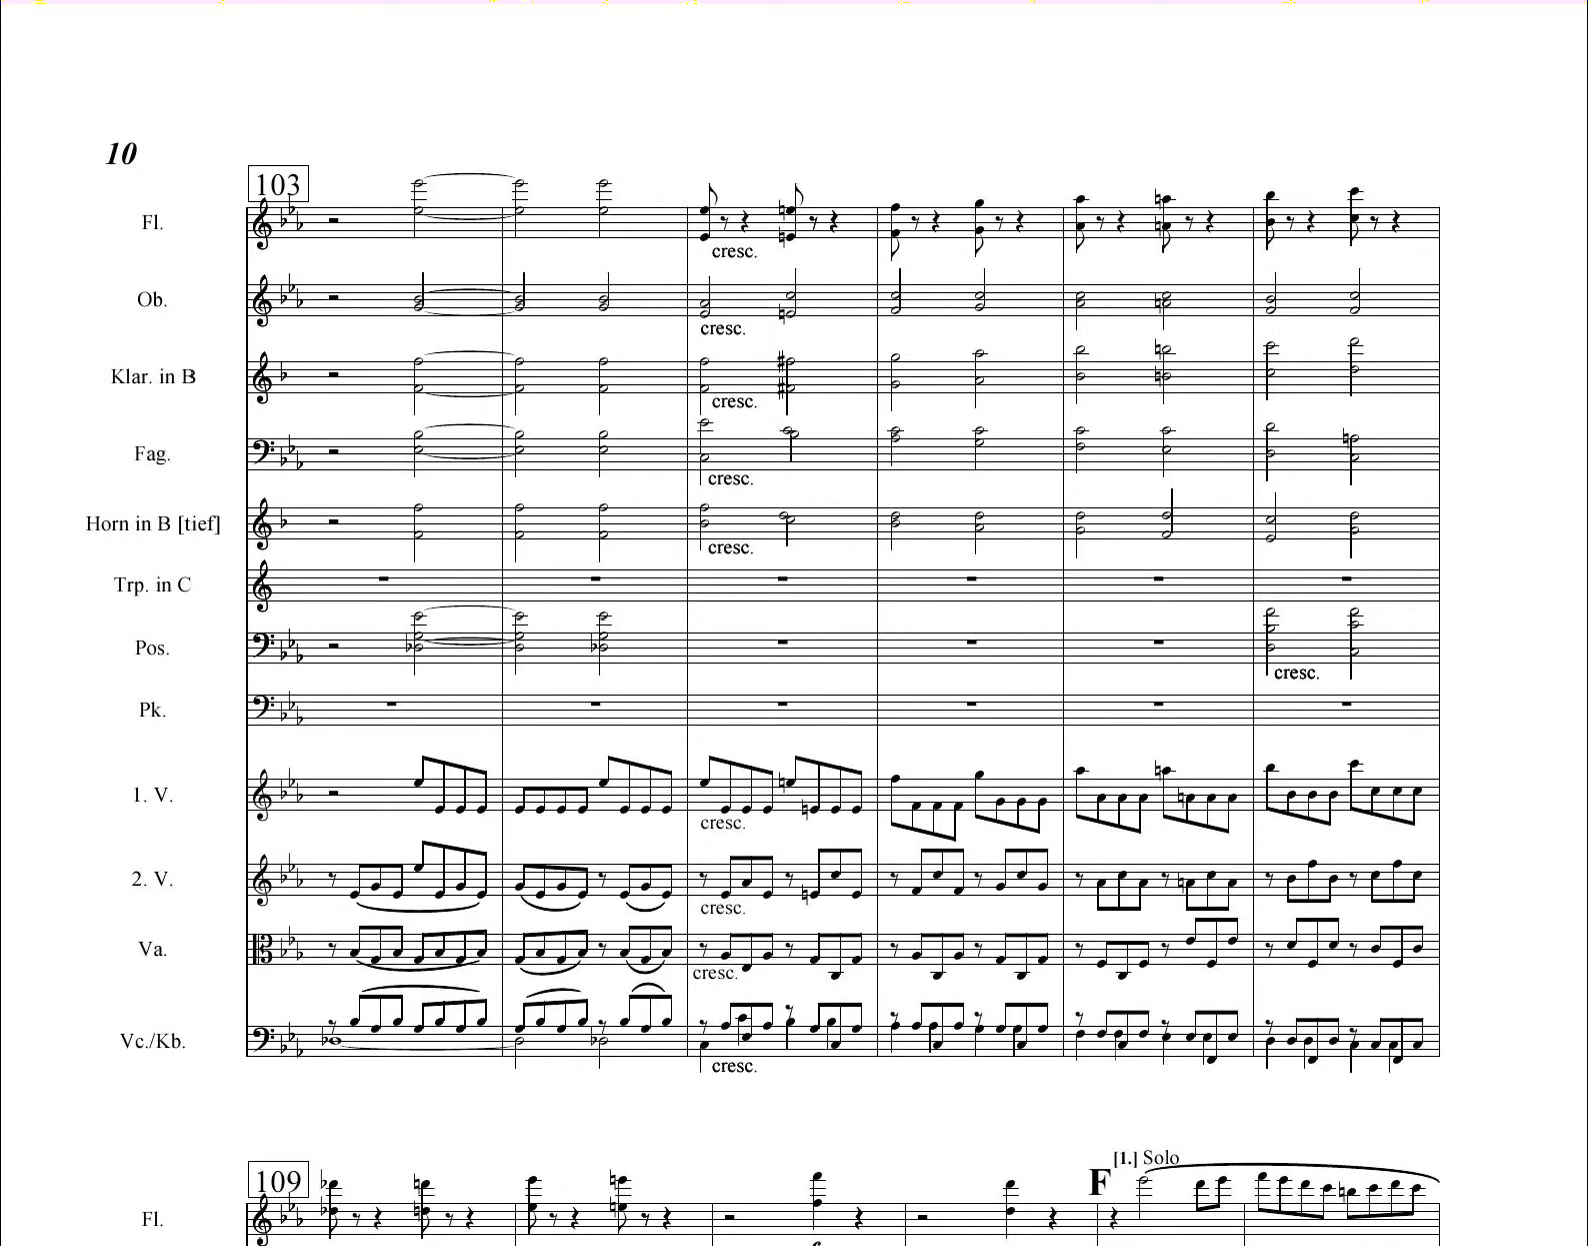 10
103
Fl.
cresc.
Ob.
cresc.
Klar. in B
cresc.
Fag.
cresc.
Horn in B [tief]
cresc.
Trp. in C
Pos.
cresc.
Pk.
1. V.
cresc.
2. V.
cresc.
Va.
cresc.
Vc./Kb.
cresc.
109
F
[1.] Solo
Fl.